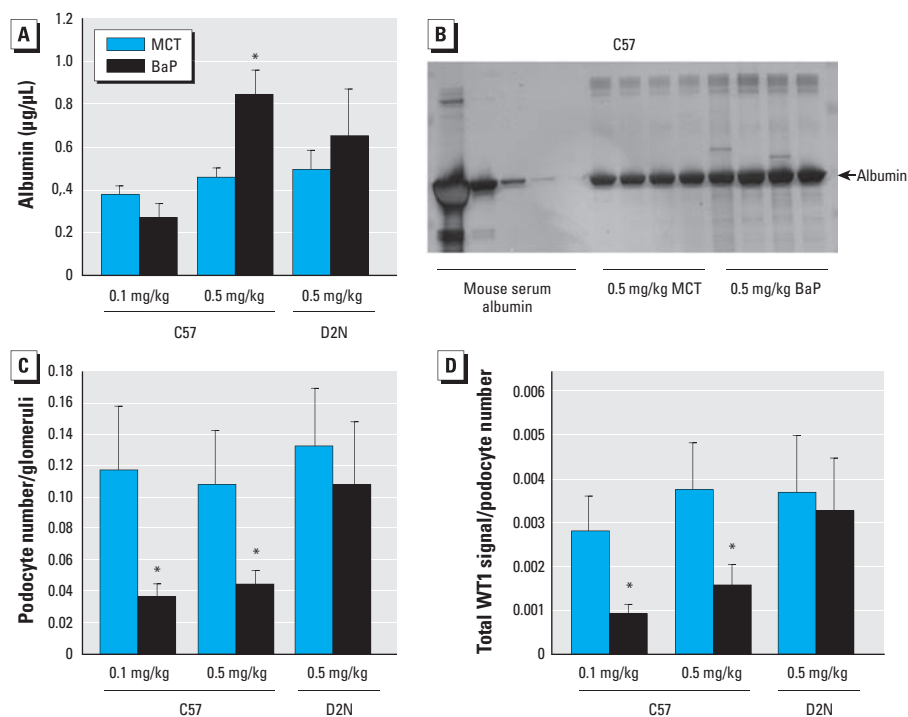 A
Albumin (µg/µL)
1.2
1.0
0.8
0.6
0.4
0.2
0
MCT
BaP
*
0.1 mg/kg 0.5 mg/kg 0.5 mg/kg
C57 D2N
B
C57
Albumin
Mouse serum
albumin
0.5 mg/kg MCT 0.5 mg/kg BaP
C
Podocyte number/glomeruli
0.18
0.16
0.14
0.12
0.10
0.08
0.06
0.04
0.02
0
* *
0.1 mg/kg 0.5 mg/kg 0.5 mg/kg
C57 D2N
D
Total WT1 signal/podocyte number
0.006
0.005
0.004
0.003
0.002
0.001
0
* *
0.1 mg/kg 0.5 mg/kg 0.5 mg/kg
C57 D2N